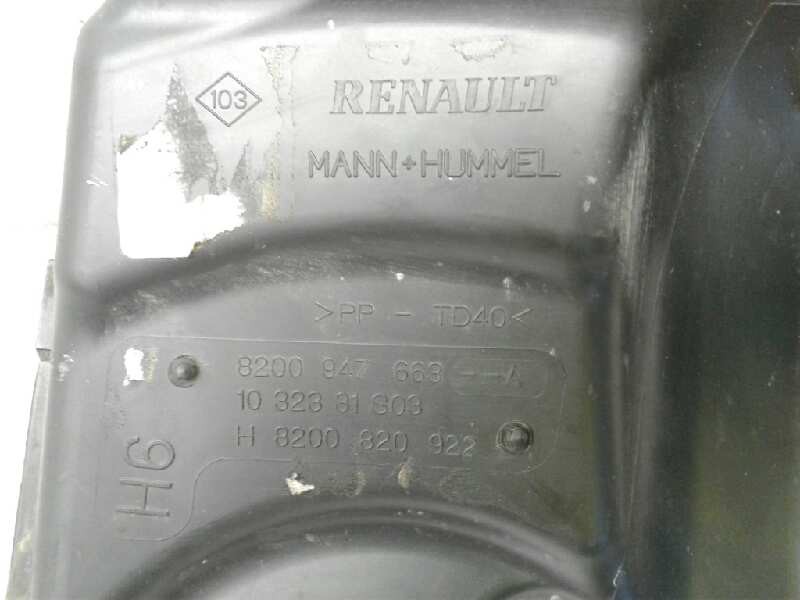 103 RENAULT
MANN+HUMMEL
>PP - TD40<
8200 947 663 --A
10 323 81 S03
H 8200 820 922
H6